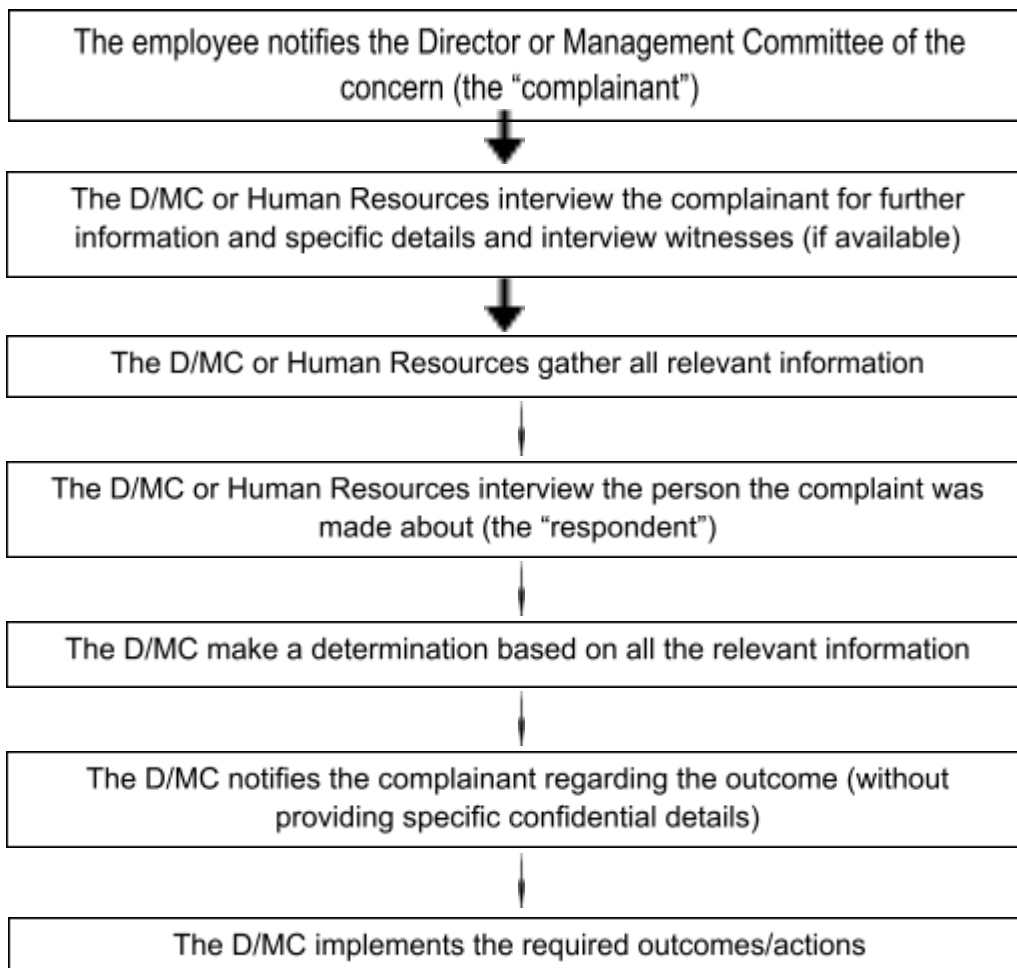 The employee notifies the Director or Management Committee of the
concern (the “complainant”)
The D/MC or Human Resources interview the complainant for further
information and specific details and interview witnesses (if available)
The D/MC or Human Resources gather all relevant information
The D/MC or Human Resources interview the person the complaint was
made about (the “respondent”)
The D/MC make a determination based on all the relevant information
The D/MC notifies the complainant regarding the outcome (without
providing specific confidential details)
The D/MC implements the required outcomes/actions